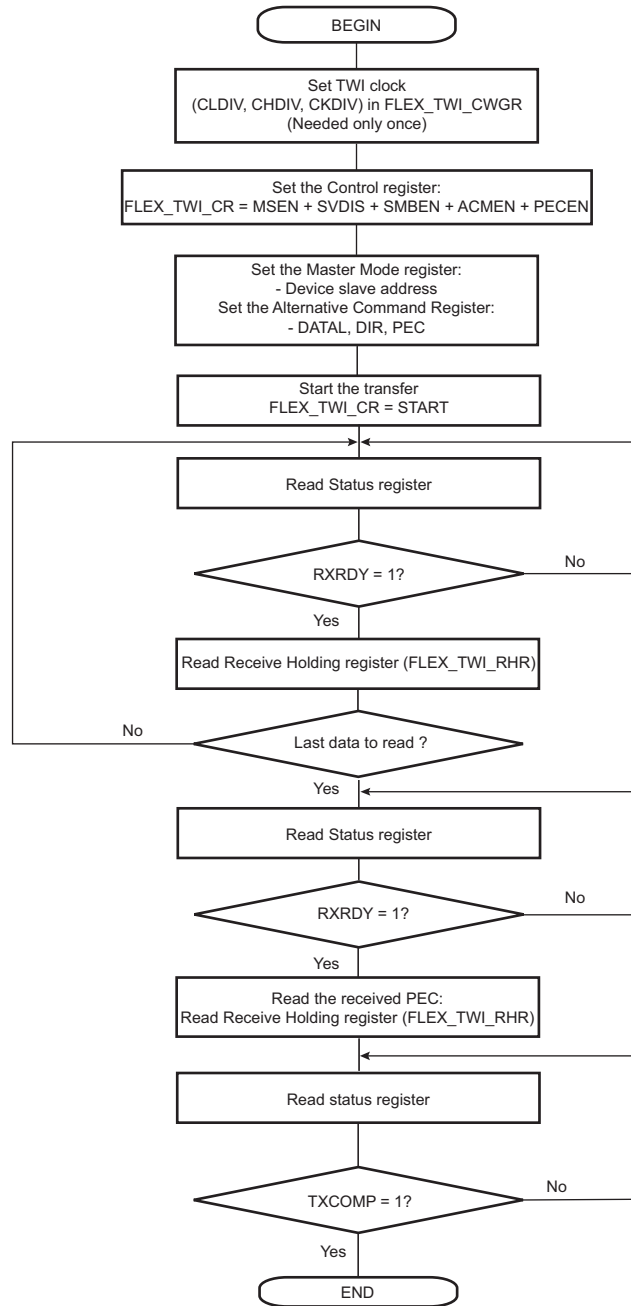 BEGIN
Set TWI clock
(CLDIV, CHDIV, CKDIV) in FLEX_TWI_CWGR
(Needed only once)
Set the Control register:
FLEX_TWI_CR = MSEN + SVDIS + SMBEN + ACMEN + PECEN
Set the Master Mode register:
- Device slave address
Set the Alternative Command Register:
- DATAL, DIR, PEC
Start the transfer
FLEX_TWI_CR = START
Read Status register
RXRDY = 1?
No
Yes
Read Receive Holding register (FLEX_TWI_RHR)
No
Last data to read ?
Yes
Read Status register
RXRDY = 1?
No
Yes
Read the received PEC:
Read Receive Holding register (FLEX_TWI_RHR)
Read status register
TXCOMP = 1?
No
Yes
END